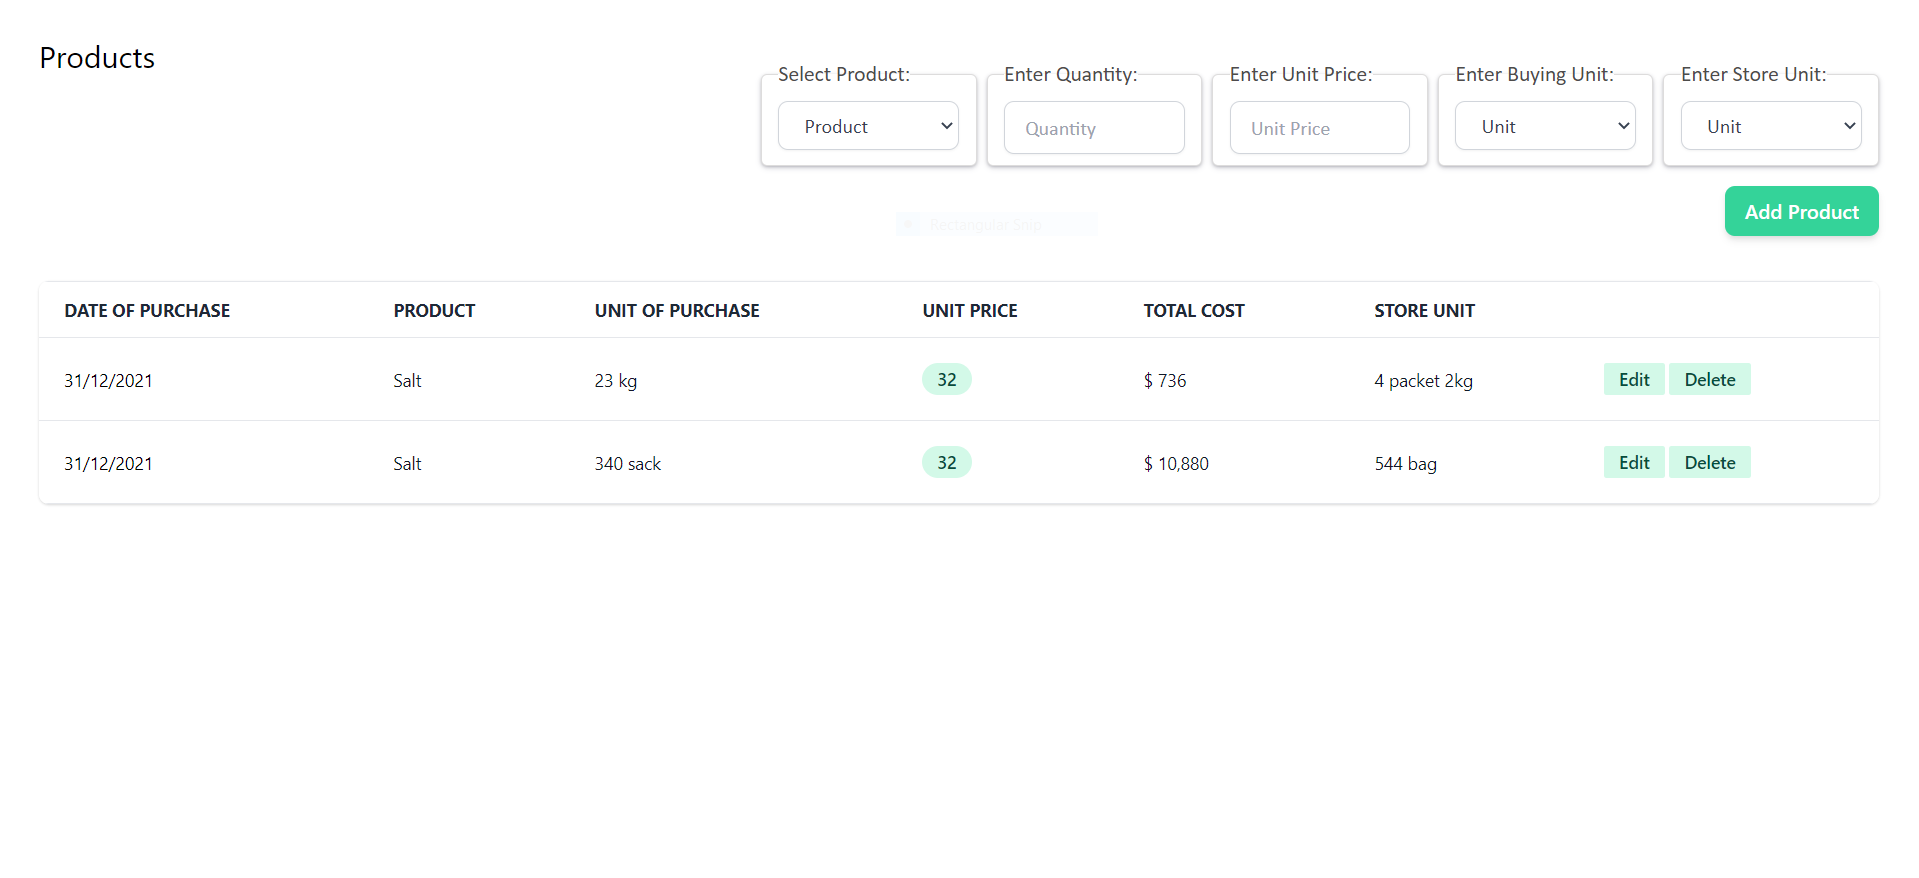 Products
Select Product: Enter Quantity: Enter Unit Price: Enter Buying Unit: Enter Store Unit:
Product Quantity Unit Price Unit Unit
Rectangular Snip
Add Product
DATE OF PURCHASE PRODUCT UNIT OF PURCHASE UNIT PRICE TOTAL COST STORE UNIT
31/12/2021 Salt 23 kg 32 $ 736 4 packet 2kg Edit Delete
31/12/2021 Salt 340 sack 32 $ 10,880 544 bag Edit Delete